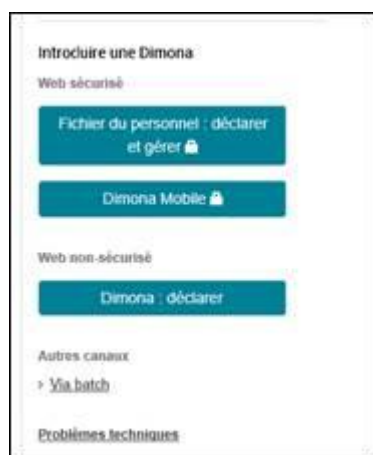 Introduire une Dimona
Web sécurisé
Fichier du personnel : déclarer
et gérer
Dimona Mobile
Web non-sécurisé
Dimona : déclarer
Autres canaux
> Via batch
Problèmes techniques